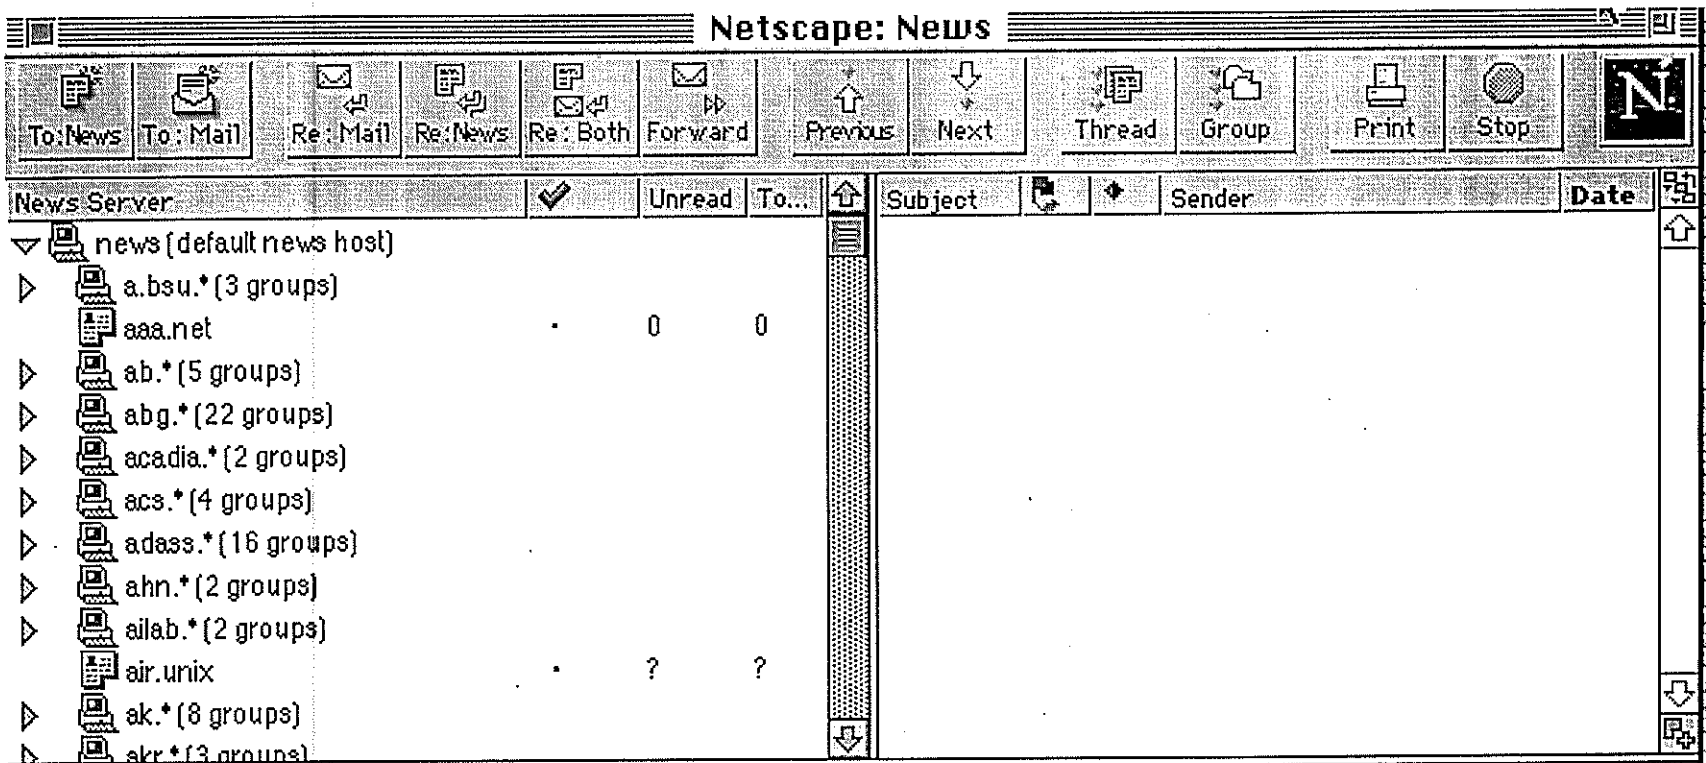 Netscape: News
To:News To: Mail Re: Mail Re:News Re: Both Forward Previous Next Thread Group Print Stop N
News Server Unread To... Subject Sender Date
news (default news host)
a.bsu.* (3 groups)
aaa.net 0 0
ab.* (5 groups)
abg.* (22 groups)
acadia.* (2 groups)
acs.* (4 groups)
adass.* (16 groups)
ahn.* (2 groups)
ailab.* (2 groups)
air.unix ? ?
ak.* (8 groups)
akr.* (3 groups)